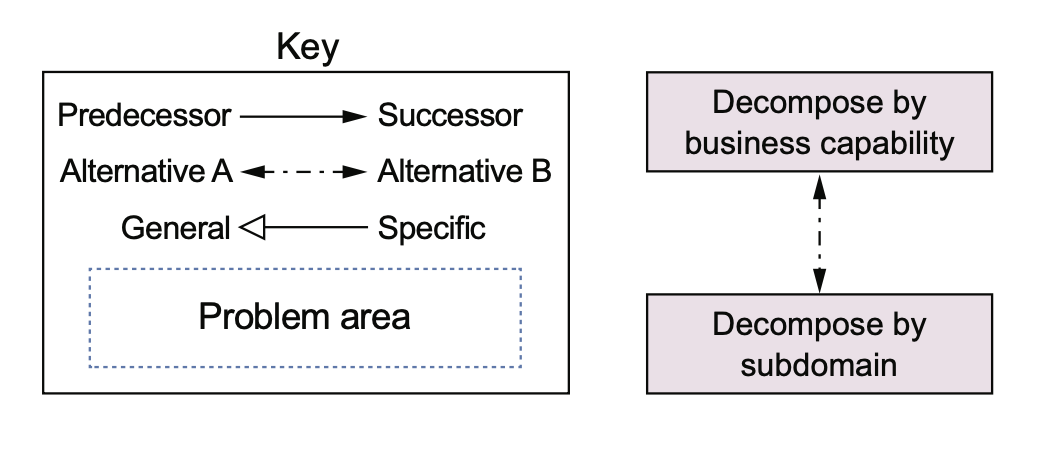 Key
Predecessor Successor
Alternative A Alternative B
General Specific
Problem area
Decompose by
business capability
Decompose by
subdomain